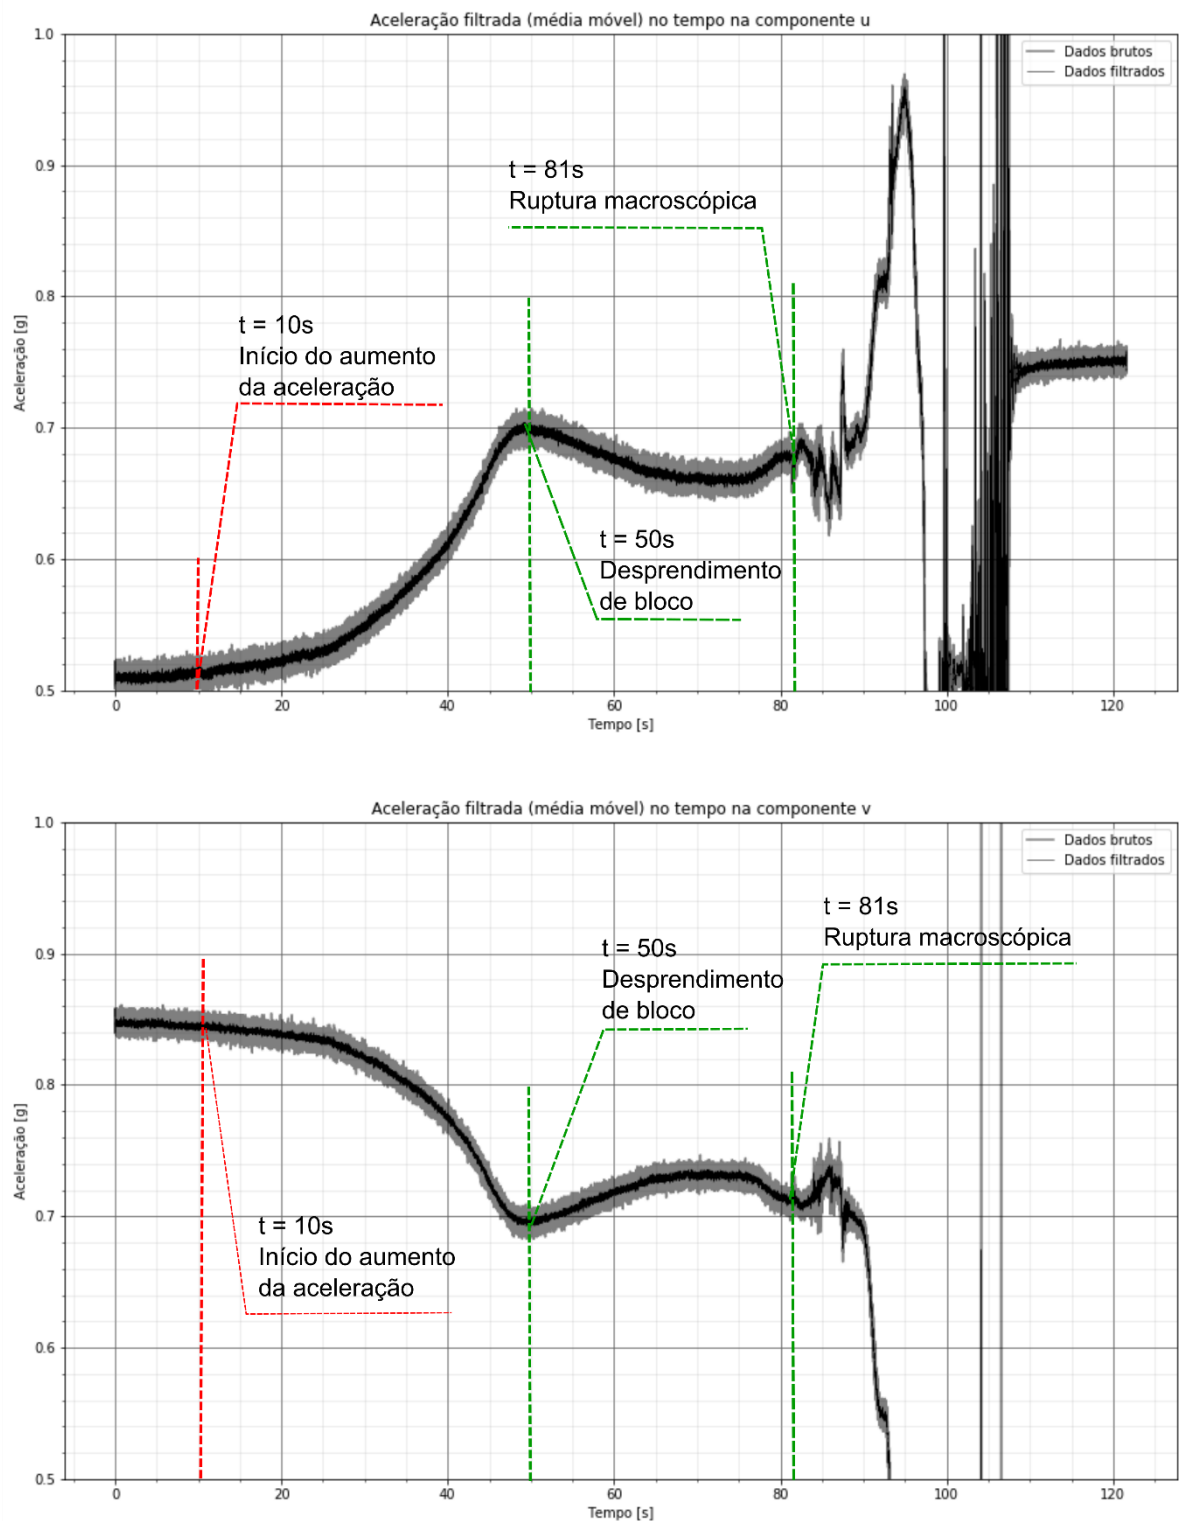 Aceleração filtrada (média móvel) no tempo na componente u
1.0
0.9
0.8
0.7
0.6
0.5
Aceleração [g]
Dados brutos
Dados filtrados
t = 81s
Ruptura macroscópica
t = 10s
Início do aumento
da aceleração
t = 50s
Desprendimento
de bloco
0
20
40
60
80
100
120
Tempo [s]
Aceleração filtrada (média móvel) no tempo na componente v
1.0
0.9
0.8
0.7
0.6
0.5
Aceleração [g]
Dados brutos
Dados filtrados
t = 81s
Ruptura macroscópica
t = 50s
Desprendimento
de bloco
t = 10s
Início do aumento
da aceleração
0
20
40
60
80
100
120
Tempo [s]